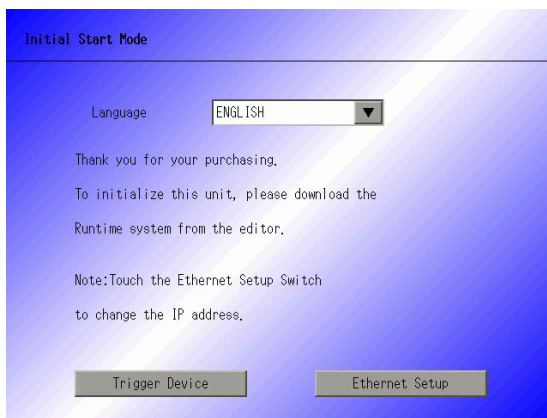 Initial Start Mode
Language ENGLISH
Thank you for your purchasing.
To initialize this unit, please download the
Runtime system from the editor.
Note:Touch the Ethernet Setup Switch
to change the IP address.
Trigger Device Ethernet Setup